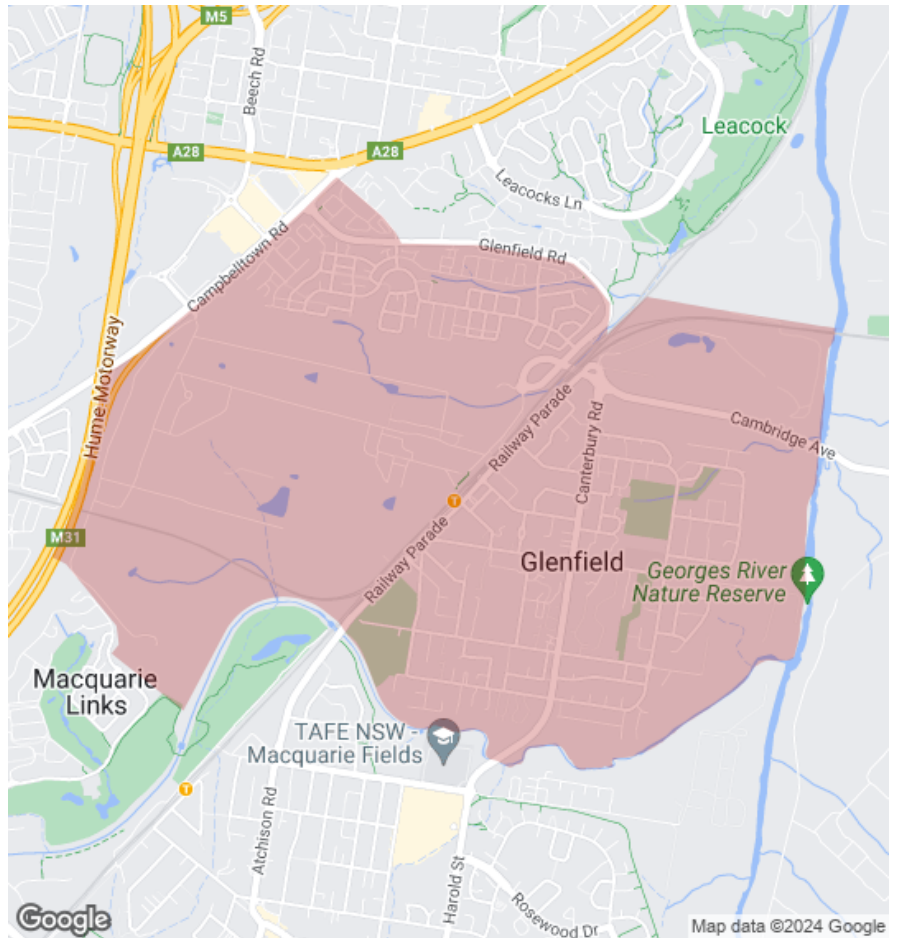 M5
Beech Rd
A28
A28
Leacock
Leacocks Ln
Campbelltown Rd
Glenfield Rd
Hume Motorway
Railway Parade
Canterbury Rd
Cambridge Ave
T
M31
Railway Parade
Glenfield
Georges River
Nature Reserve
Macquarie
Links
TAFE NSW -
Macquarie Fields
T
Atchison Rd
Harold St
Rosewood Dr
Google
Map data ©2024 Google